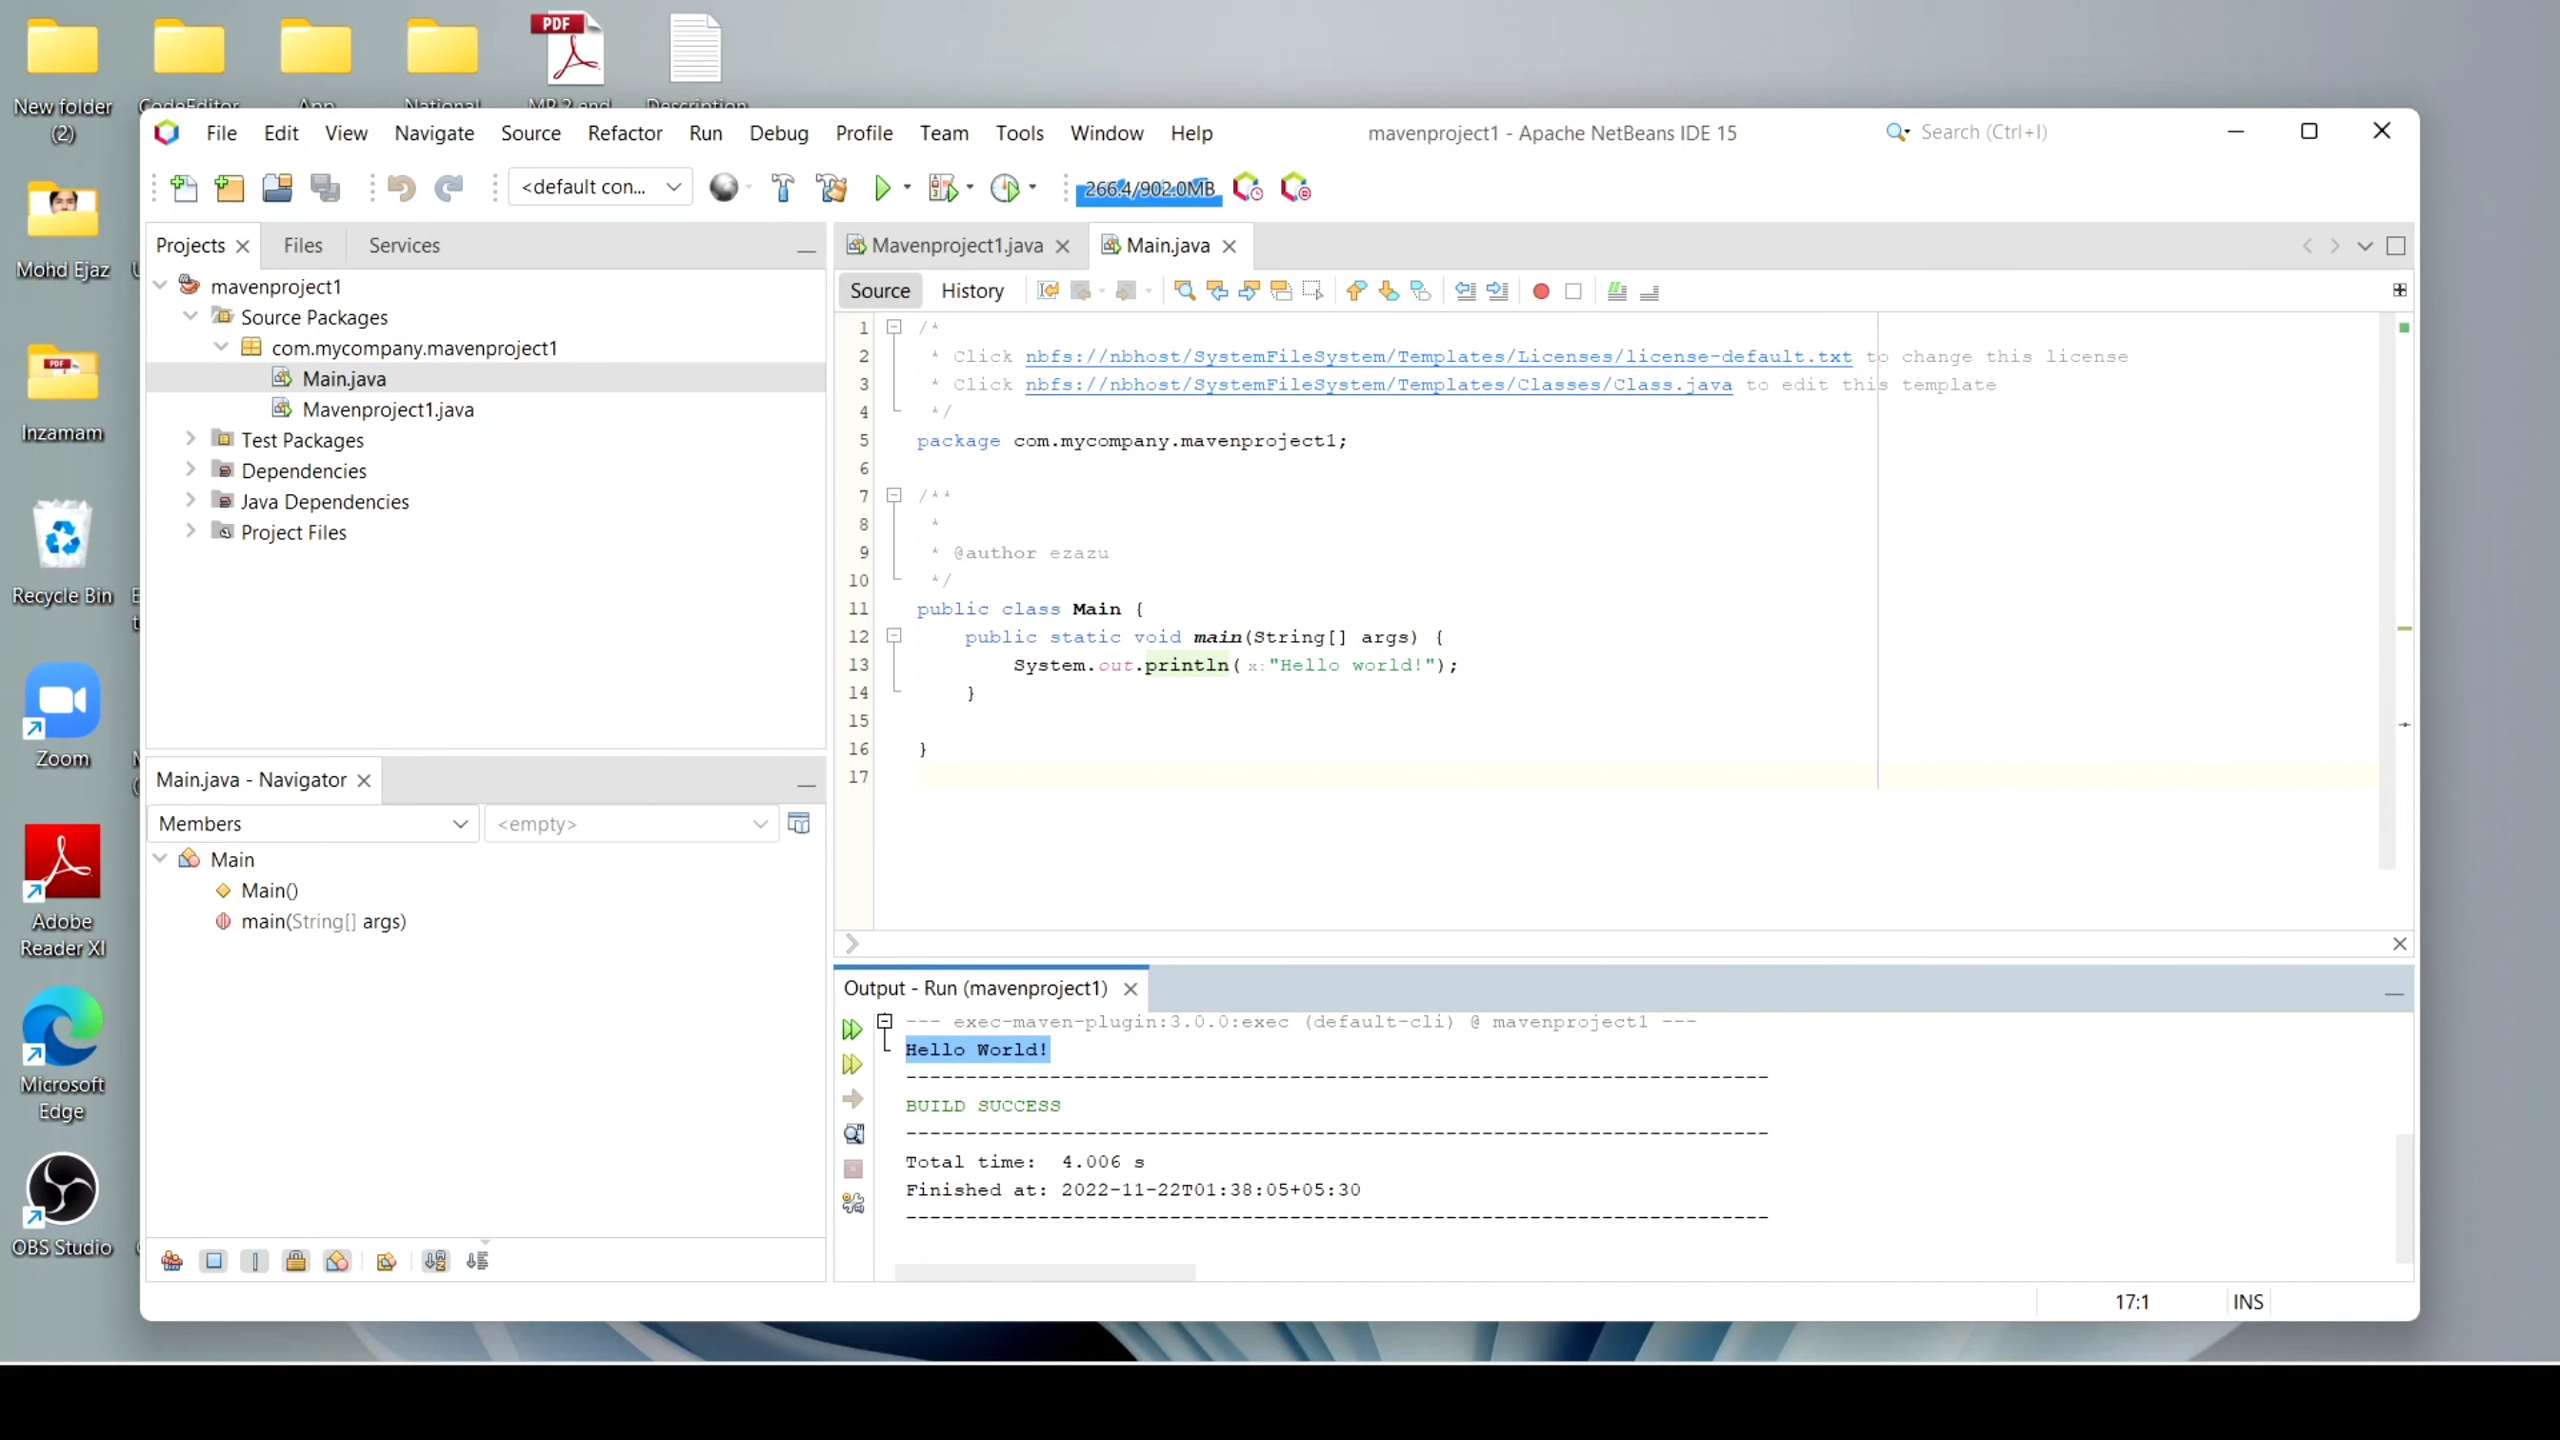 PDF
New folder
(2)
CodeEditor
App
National
MP 2 end
Description
File Edit View Navigate Source Refactor Run Debug Profile Team Tools Window Help
mavenproject1 - Apache NetBeans IDE 15
Search (Ctrl+I)
<default con...
266.4/902.0MB
Mohd Ejaz
Inzamam
Recycle Bin
Zoom
Adobe
Reader XI
Microsoft
Edge
OBS Studio
Projects
Files
Services
mavenproject1
Source Packages
com.mycompany.mavenproject1
Main.java
Mavenproject1.java
Test Packages
Dependencies
Java Dependencies
Project Files
Main.java - Navigator
Members
<empty>
Main
Main()
main(String[] args)
Mavenproject1.java
Main.java
Source
History
1 /*
2 * Click nbfs://nbhost/SystemFileSystem/Templates/Licenses/license-default.txt to change this license
3 * Click nbfs://nbhost/SystemFileSystem/Templates/Classes/Class.java to edit this template
4 */
5 package com.mycompany.mavenproject1;
6
7 /**
8 *
9 * @author ezazu
10 */
11 public class Main {
12 public static void main(String[] args) {
13 System.out.println( x: "Hello world!");
14 }
15
16 }
17
Output - Run (mavenproject1)
--- exec-maven-plugin:3.0.0:exec (default-cli) @ mavenproject1 ---
Hello World!
------------------------------------------------------------------------
BUILD SUCCESS
------------------------------------------------------------------------
Total time:  4.006 s
Finished at: 2022-11-22T01:38:05+05:30
------------------------------------------------------------------------
17:1
INS